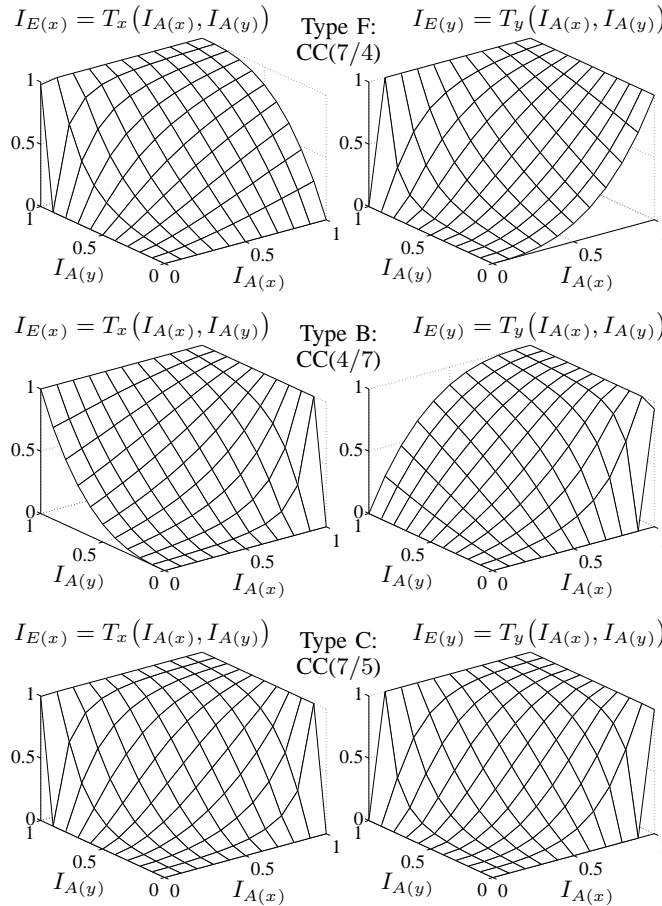 I_{E(x)} = T_x(I_{A(x)}, I_{A(y)})
Type F:
CC(7/4)
I_{E(y)} = T_y(I_{A(x)}, I_{A(y)})
1
0.5
0
1
0.5
0
I_{A(y)}
0
0.5
1
I_{A(x)}
1
0.5
0
1
0.5
0
I_{A(y)}
0
0.5
1
I_{A(x)}
I_{E(x)} = T_x(I_{A(x)}, I_{A(y)})
Type B:
CC(4/7)
I_{E(y)} = T_y(I_{A(x)}, I_{A(y)})
1
0.5
0
1
0.5
0
I_{A(y)}
0
0.5
1
I_{A(x)}
1
0.5
0
1
0.5
0
I_{A(y)}
0
0.5
1
I_{A(x)}
I_{E(x)} = T_x(I_{A(x)}, I_{A(y)})
Type C:
CC(7/5)
I_{E(y)} = T_y(I_{A(x)}, I_{A(y)})
1
0.5
0
1
0.5
0
I_{A(y)}
0
0.5
1
I_{A(x)}
1
0.5
0
1
0.5
0
I_{A(y)}
0
0.5
1
I_{A(x)}